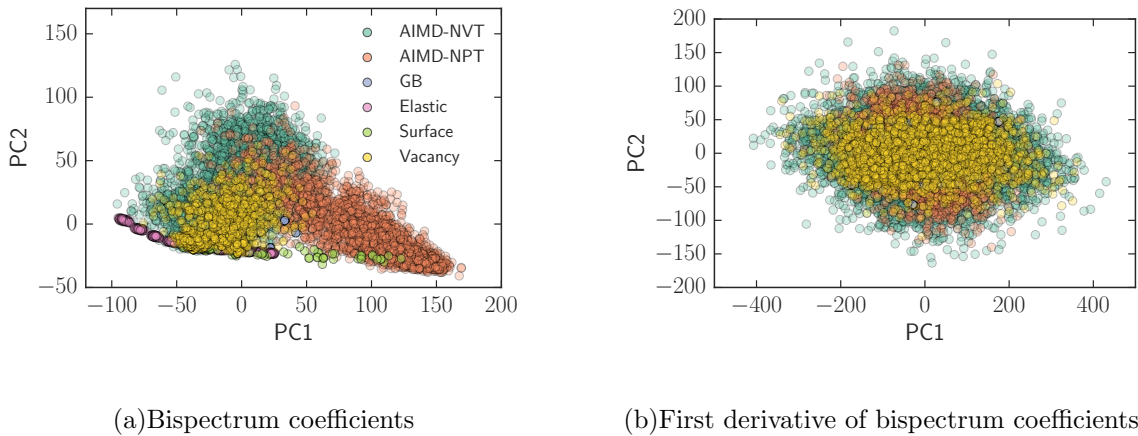 150
100
50
0
−50
PC2
−100 −50 0 50 100 150 200
PC1
AIMD-NVT
AIMD-NPT
GB
Elastic
Surface
Vacancy
(a)Bispectrum coefficients
200
150
100
50
0
−50
−100
−150
−200
PC2
−400 −200 0 200 400
PC1
(b)First derivative of bispectrum coefficients